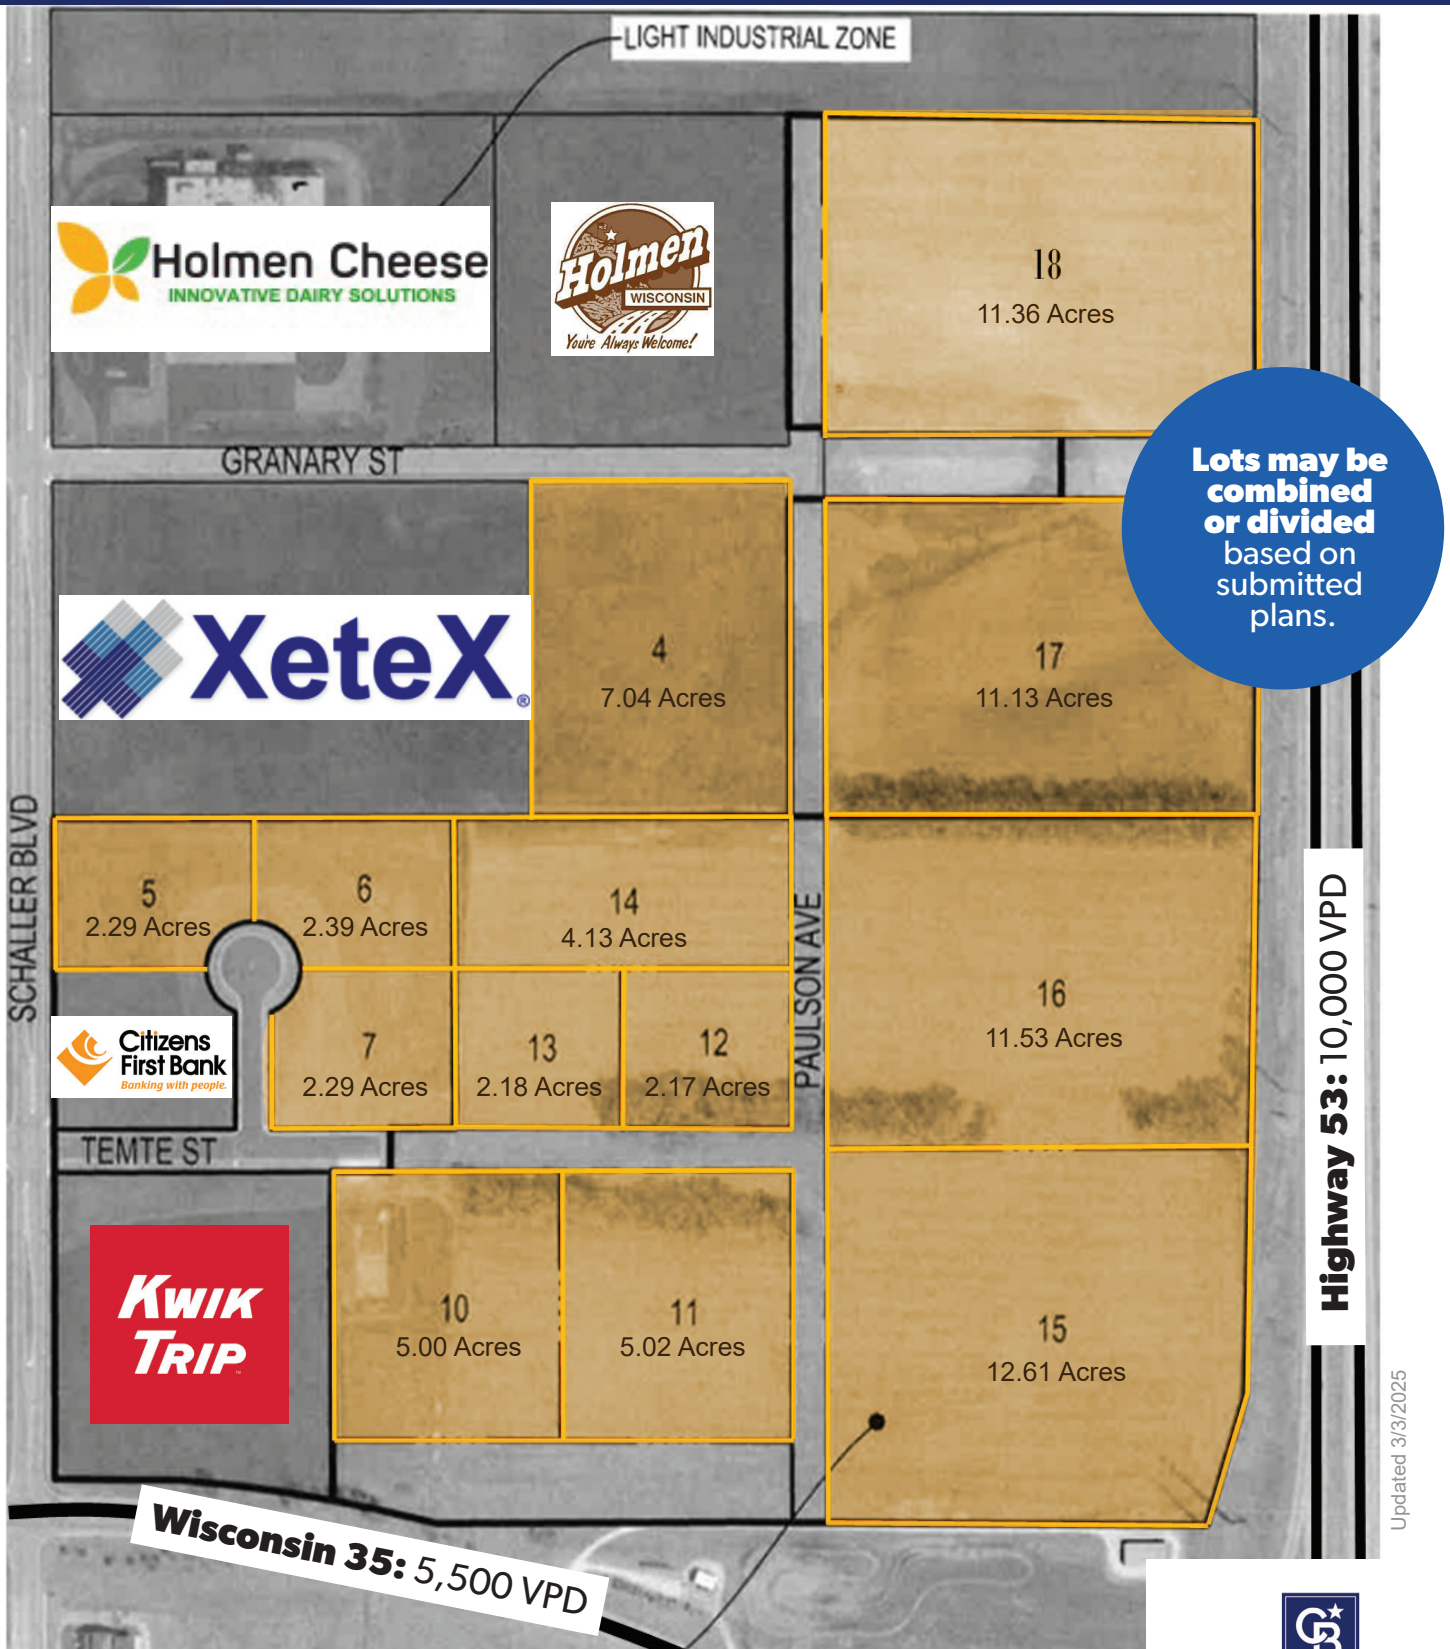 LIGHT INDUSTRIAL ZONE
Holmen Cheese
INNOVATIVE DAIRY SOLUTIONS
Holmen
WISCONSIN
You're Always Welcome!
18
11.36 Acres
GRANARY ST
Lots may be
combined
or divided
based on
submitted
plans.
XeteX®
4
7.04 Acres
17
11.13 Acres
SCHALLER BLVD
5
2.29 Acres
6
2.39 Acres
14
4.13 Acres
PAULSON AVE
16
11.53 Acres
Highway 53: 10,000 VPD
Citizens
First Bank
Banking with people.
7
2.29 Acres
13
2.18 Acres
12
2.17 Acres
TEMTE ST
KWIK
TRIP
10
5.00 Acres
11
5.02 Acres
15
12.61 Acres
Updated 3/3/2025
Wisconsin 35: 5,500 VPD
CB